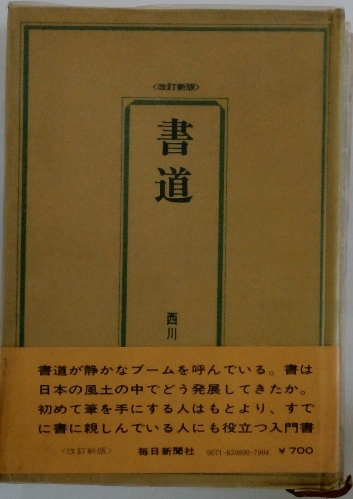 〈改訂新版〉
書道
西川
書道が静かなブームを呼んでいる。書は
日本の風土の中でどう発展してきたか。
初めて筆を手にする人はもとより、すで
に書に親しんている人にも役立つ入門書
〈改訂新版〉 毎日新聞社 0071-630800-7904 ¥700